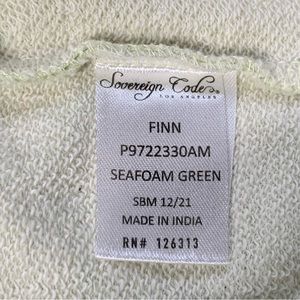 Sovereign Code®
LOS ANGELES
FINN
P9722330AM
SEAFOAM GREEN
SBM 12/21
MADE IN INDIA
RN# 126313